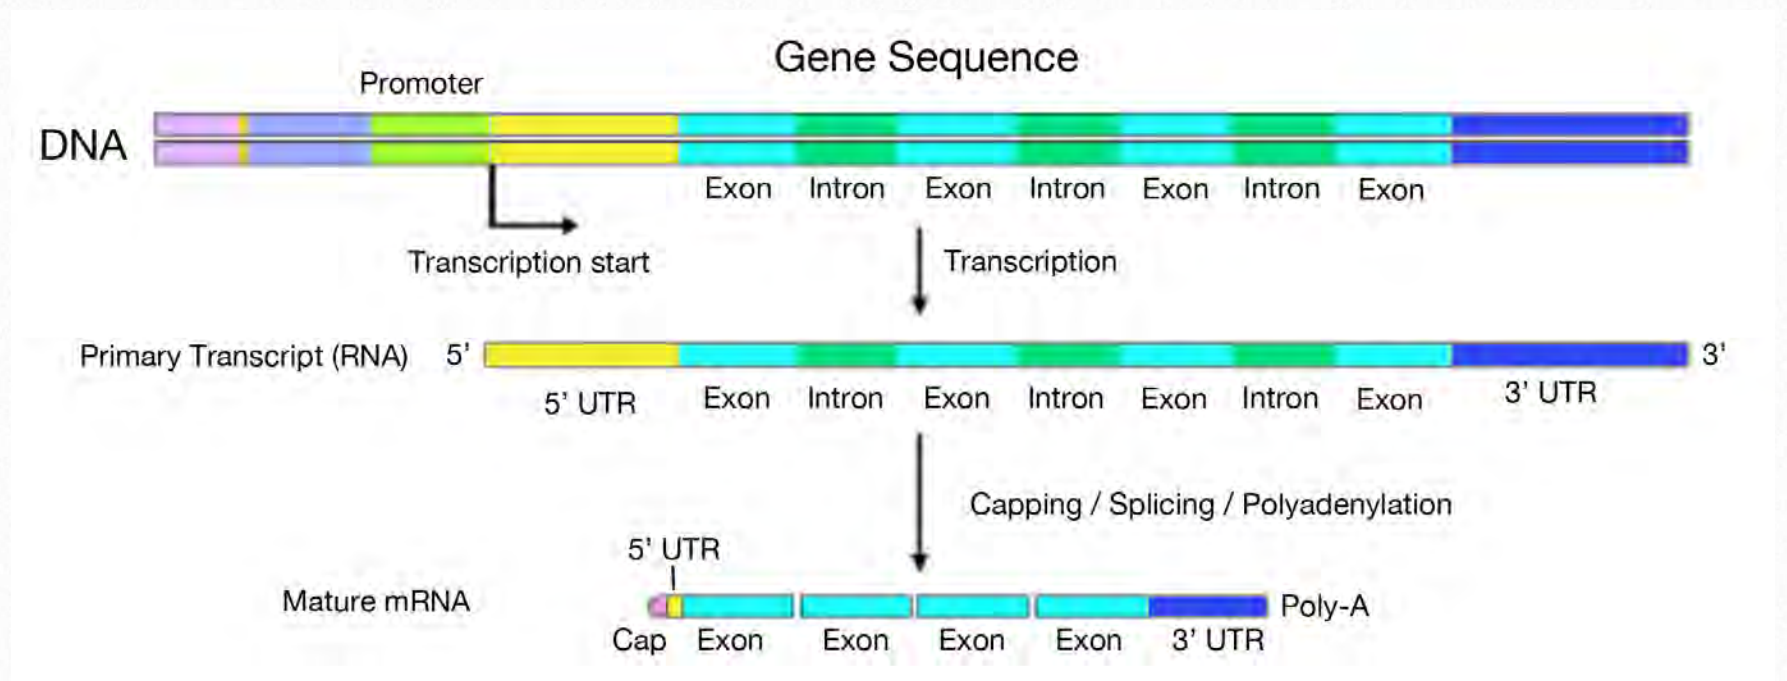 Gene Sequence
Promoter
DNA
Exon Intron Exon Intron Exon Intron Exon
Transcription start
Transcription
Primary Transcript (RNA) 5' 3'
5' UTR Exon Intron Exon Intron Exon Intron Exon 3' UTR
Capping / Splicing / Polyadenylation
5' UTR
Mature mRNA Poly-A
Cap Exon Exon Exon Exon 3' UTR